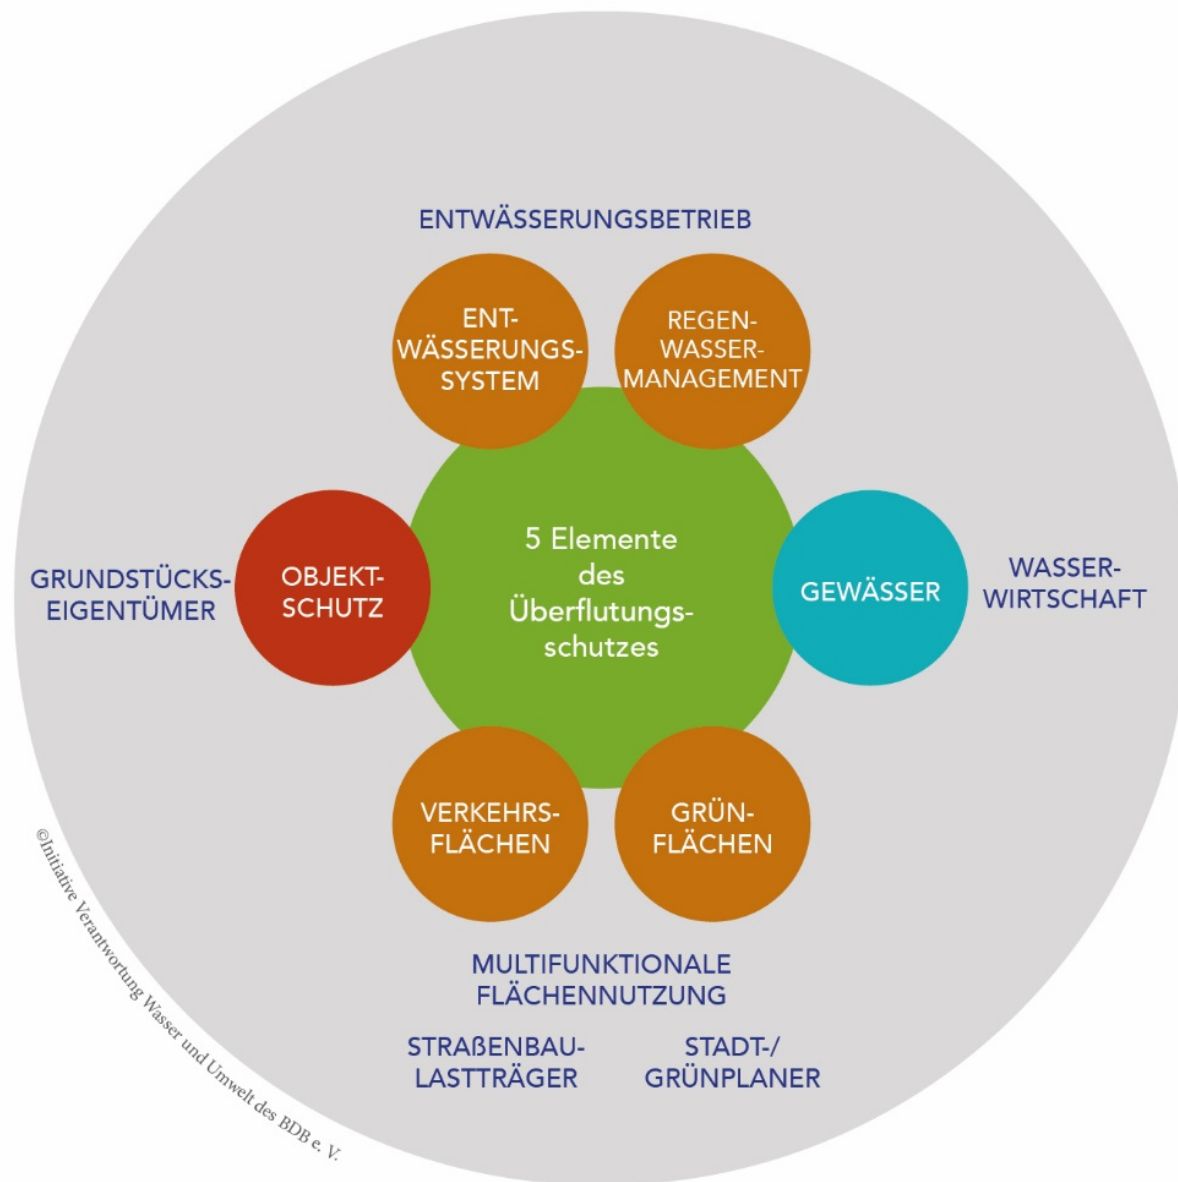 ENTWÄSSERUNGSBETRIEB
ENT-
WÄSSERUNGS-
SYSTEM
REGEN-
WASSER-
MANAGEMENT
GRUNDSTÜCKS-
EIGENTÜMER
OBJEKT-
SCHUTZ
5 Elemente
des
Überflutungs-
schutzes
GEWÄSSER
WASSER-
WIRTSCHAFT
VERKEHRS-
FLÄCHEN
GRÜN-
FLÄCHEN
MULTIFUNKTIONALE
FLÄCHENNUTZUNG
STRAßENBAU-
LASTTRÄGER
STADT-/
GRÜNPLANER
©Initiative Verantwortung Wasser und Umwelt des BDB e. V.